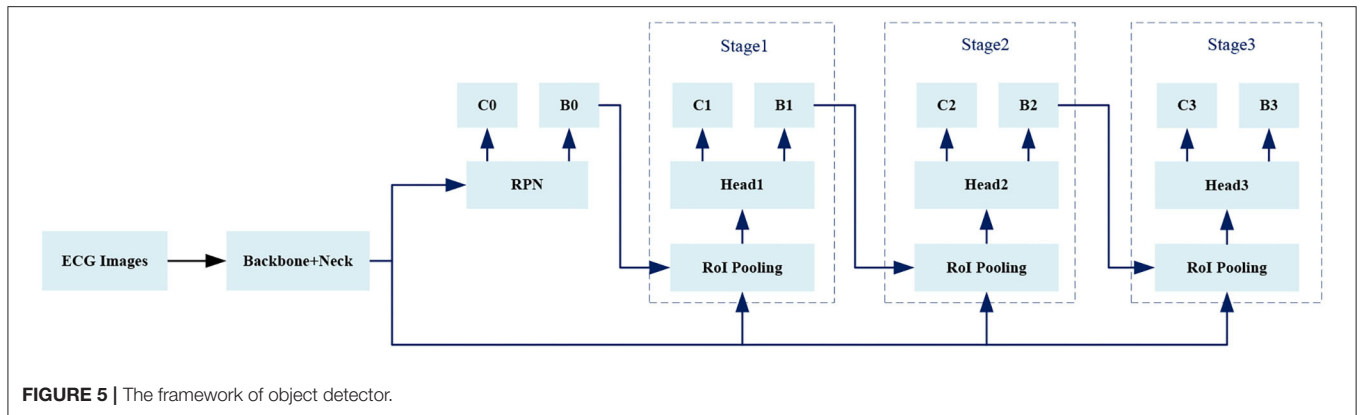 Stage1
Stage2
Stage3
C0
B0
C1
B1
C2
B2
C3
B3
RPN
Head1
Head2
Head3
ECG Images
Backbone+Neck
RoI Pooling
RoI Pooling
RoI Pooling
FIGURE 5 | The framework of object detector.